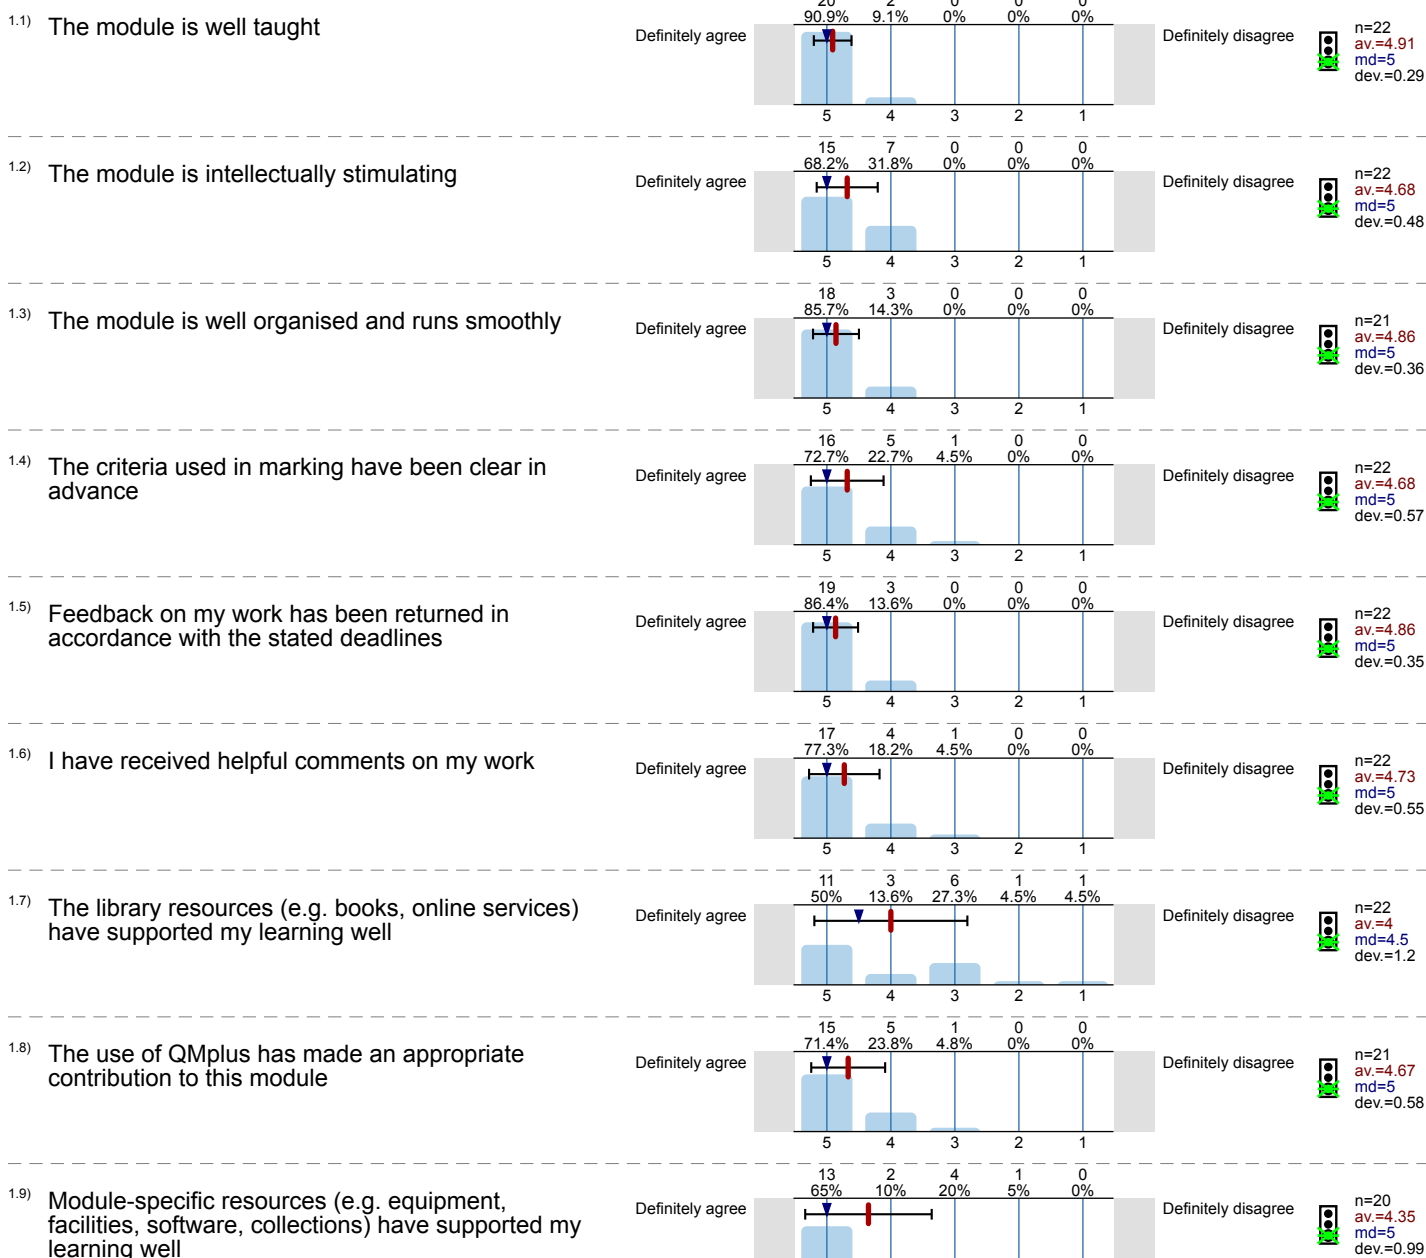 20 2 0 0 0
1.1) The module is well taught
90.9% 9.1% 0% 0% 0%
Definitely agree
Definitely disagree
n=22
av.=4.91
md=5
dev.=0.29
5 4 3 2 1
15 7 0 0 0
1.2) The module is intellectually stimulating
68.2% 31.8% 0% 0% 0%
Definitely agree
Definitely disagree
n=22
av.=4.68
md=5
dev.=0.48
5 4 3 2 1
18 3 0 0 0
1.3) The module is well organised and runs smoothly
85.7% 14.3% 0% 0% 0%
Definitely agree
Definitely disagree
n=21
av.=4.86
md=5
dev.=0.36
5 4 3 2 1
16 5 1 0 0
1.4) The criteria used in marking have been clear in
advance
72.7% 22.7% 4.5% 0% 0%
Definitely agree
Definitely disagree
n=22
av.=4.68
md=5
dev.=0.57
5 4 3 2 1
19 3 0 0 0
1.5) Feedback on my work has been returned in
accordance with the stated deadlines
86.4% 13.6% 0% 0% 0%
Definitely agree
Definitely disagree
n=22
av.=4.86
md=5
dev.=0.35
5 4 3 2 1
17 4 1 0 0
1.6) I have received helpful comments on my work
77.3% 18.2% 4.5% 0% 0%
Definitely agree
Definitely disagree
n=22
av.=4.73
md=5
dev.=0.55
5 4 3 2 1
11 3 6 1 1
1.7) The library resources (e.g. books, online services)
have supported my learning well
50% 13.6% 27.3% 4.5% 4.5%
Definitely agree
Definitely disagree
n=22
av.=4
md=4.5
dev.=1.2
5 4 3 2 1
15 5 1 0 0
1.8) The use of QMplus has made an appropriate
contribution to this module
71.4% 23.8% 4.8% 0% 0%
Definitely agree
Definitely disagree
n=21
av.=4.67
md=5
dev.=0.58
5 4 3 2 1
13 2 4 1 0
1.9) Module-specific resources (e.g. equipment,
facilities, software, collections) have supported my
learning well
65% 10% 20% 5% 0%
Definitely agree
Definitely disagree
n=20
av.=4.35
md=5
dev.=0.99